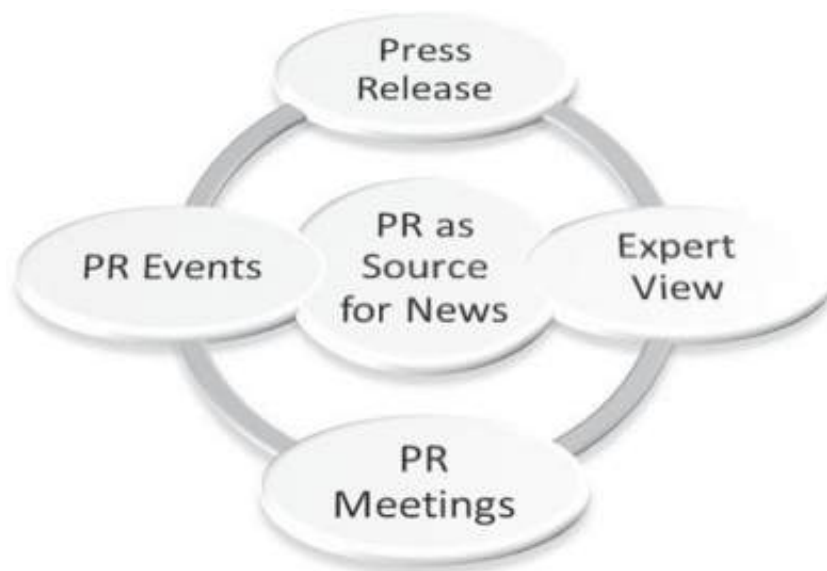 Press
Release
PR Events
PR as
Source
for News
Expert
View
PR
Meetings